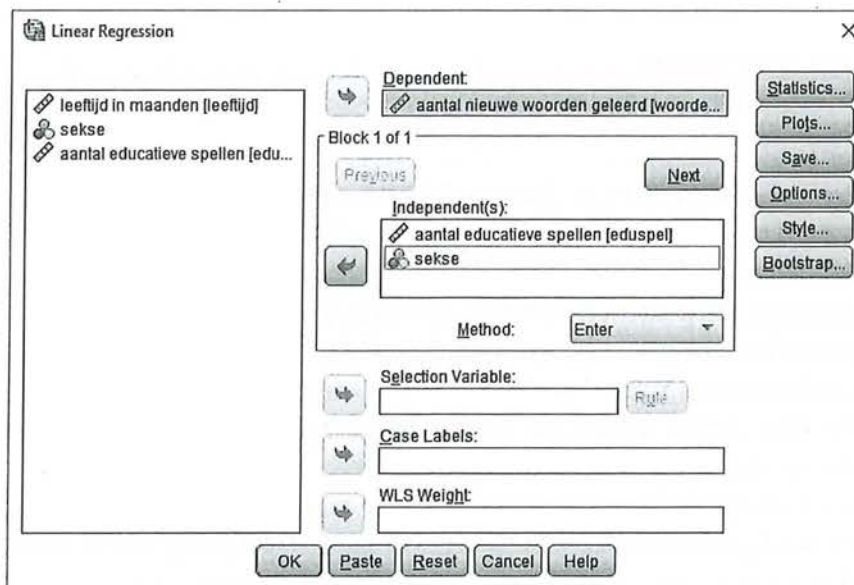 Linear Regression
leeftijd in maanden [leeftijd]
sekse
aantal educatieve spellen [edu...
Dependent:
aantal nieuwe woorden geleerd [woorde...
Block 1 of 1
Previous
Next
Independent(s):
aantal educatieve spellen [eduspel]
sekse
Method:
Enter
Selection Variable:
Rule...
Case Labels:
WLS Weight:
Statistics...
Plots...
Save...
Options...
Style...
Bootstrap...
OK
Paste
Reset
Cancel
Help